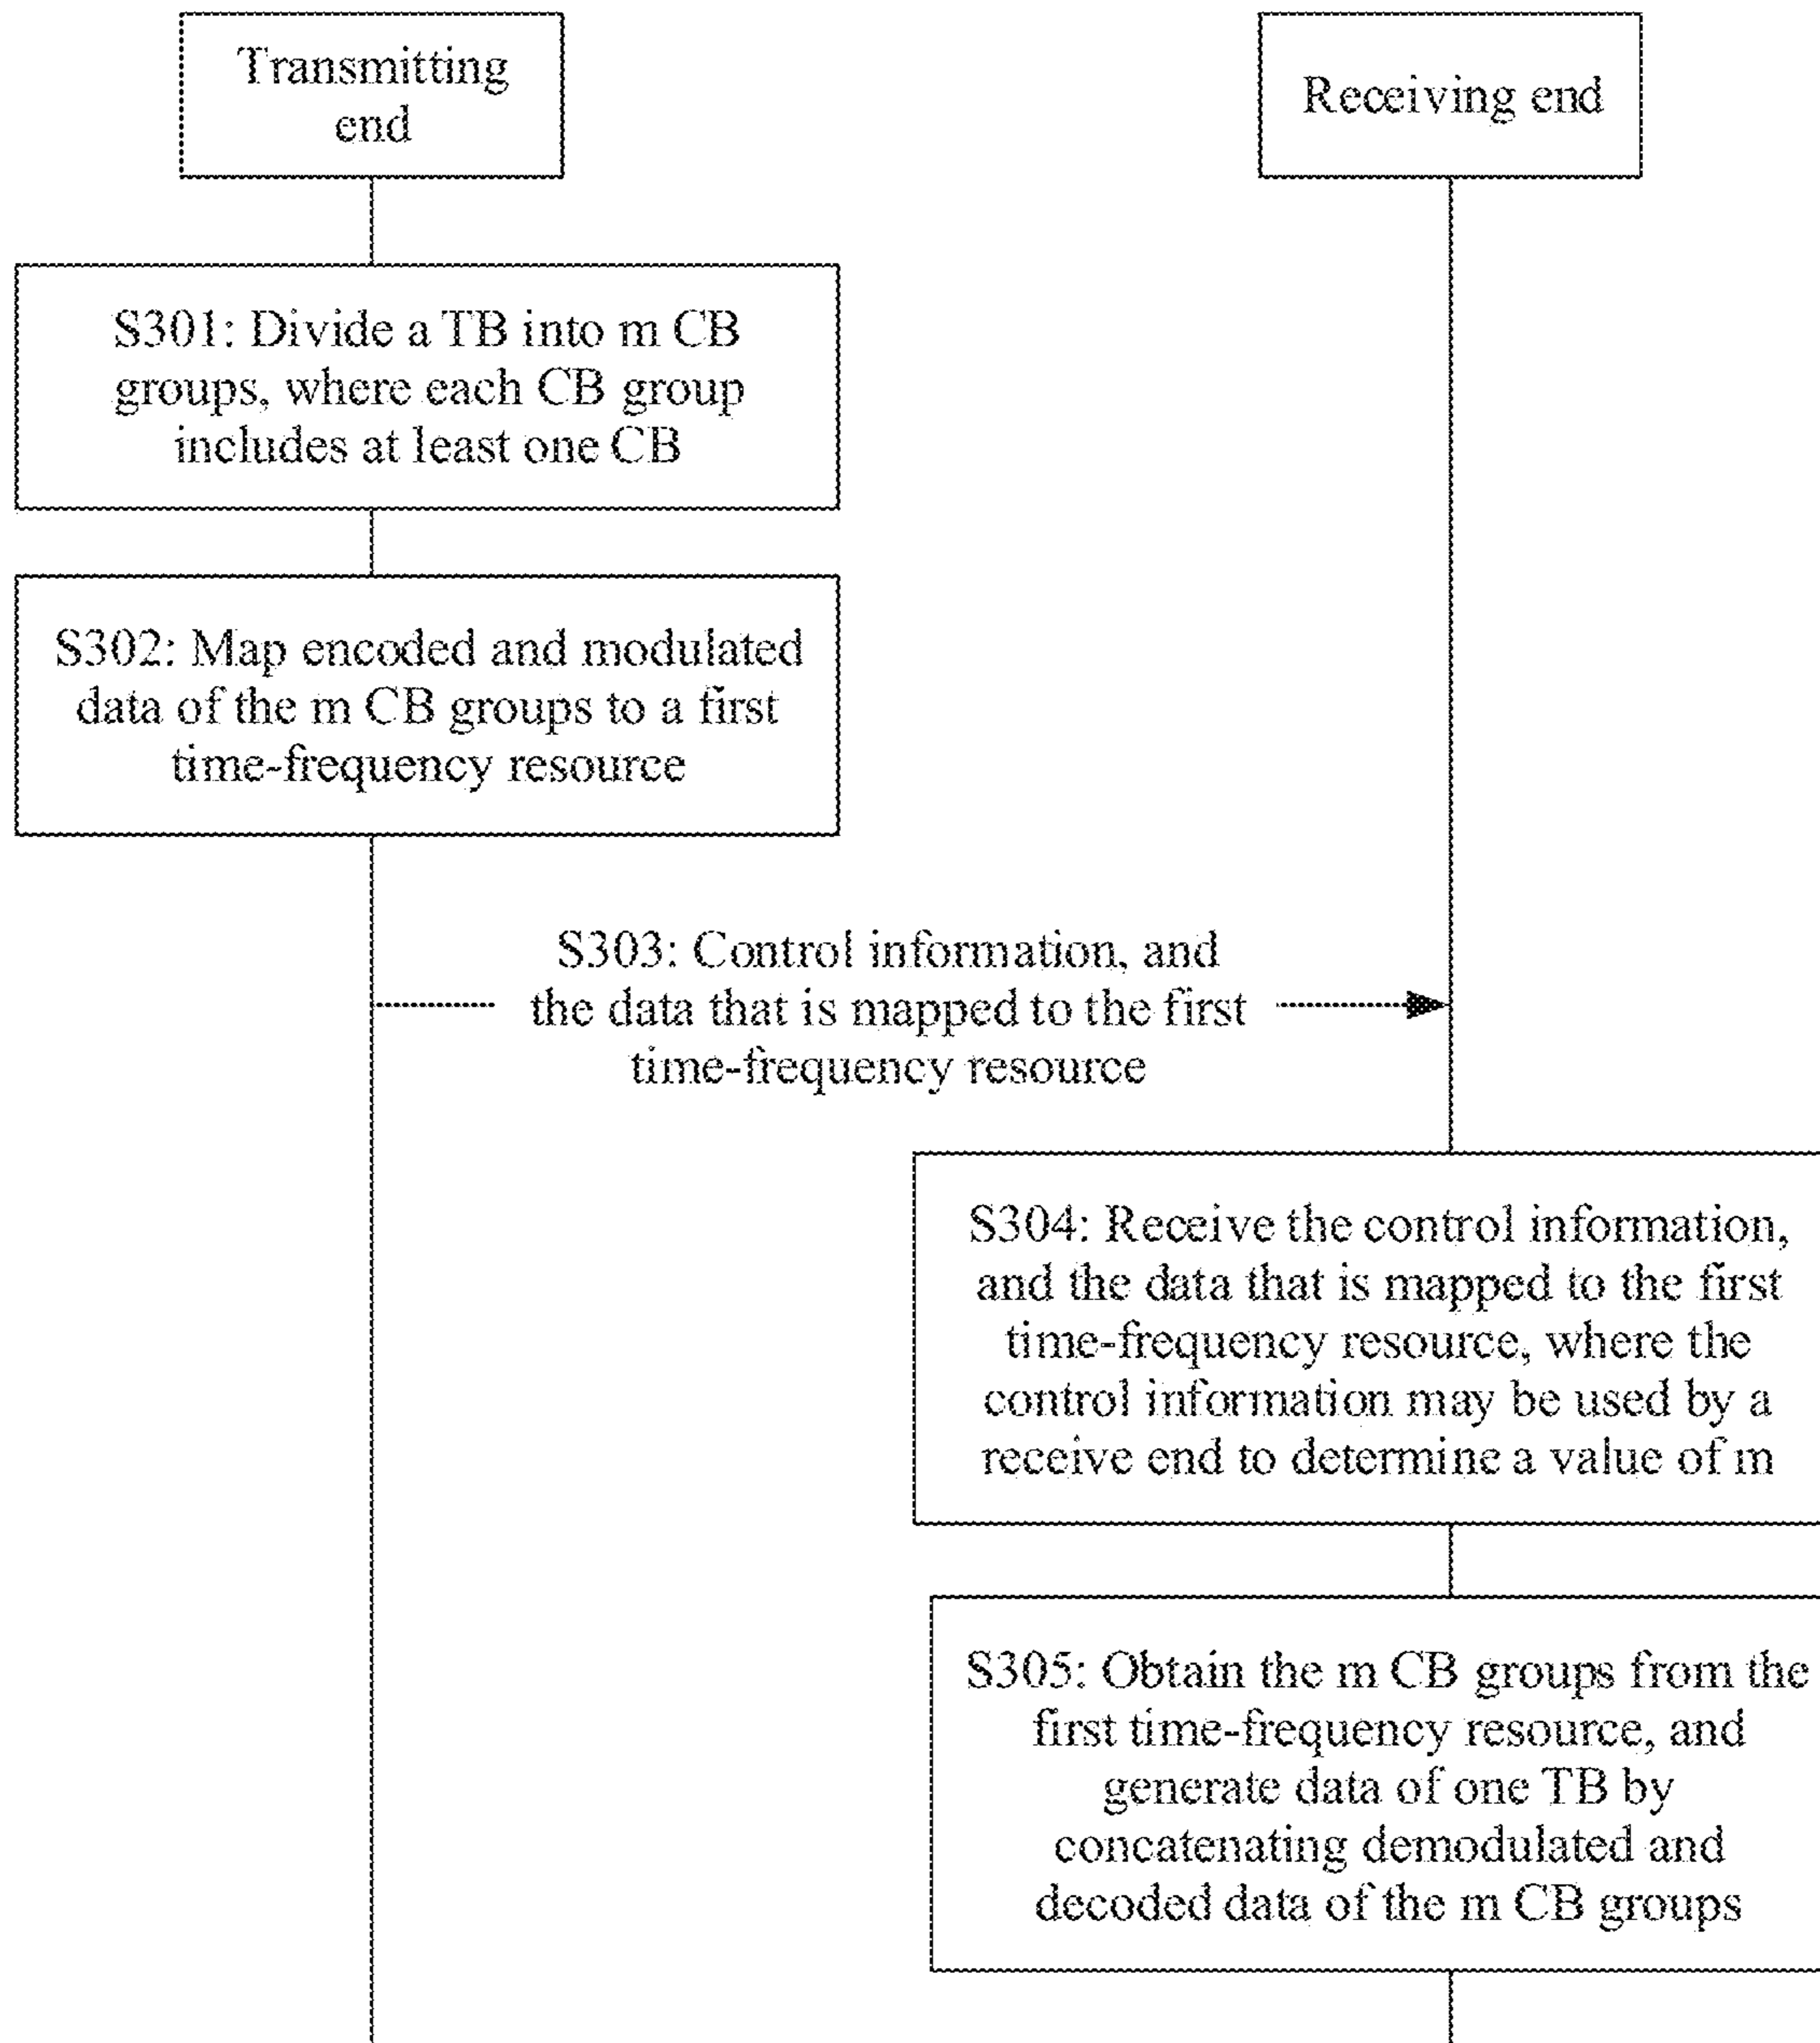 Transmitting
end
Receiving end
S301: Divide a TB into m CB
groups, where each CB group
includes at least one CB
S302: Map encoded and modulated
data of the m CB groups to a first
time-frequency resource
S303: Control information, and
the data that is mapped to the first
time-frequency resource
S304: Receive the control information,
and the data that is mapped to the first
time-frequency resource, where the
control information may be used by a
receive end to determine a value of m
S305: Obtain the m CB groups from the
first time-frequency resource, and
generate data of one TB by
concatenating demodulated and
decoded data of the m CB groups